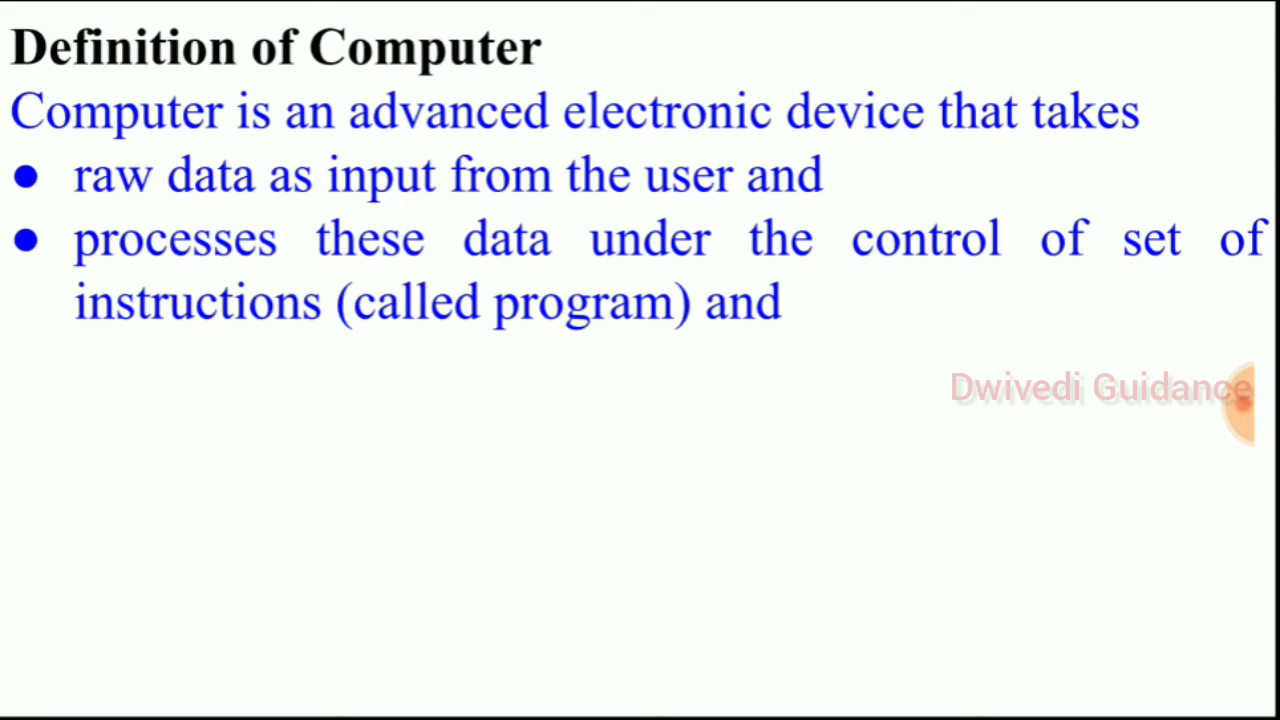 Definition of Computer
Computer is an advanced electronic device that takes
● raw data as input from the user and
● processes these data under the control of set of
instructions (called program) and
Dwivedi Guidance